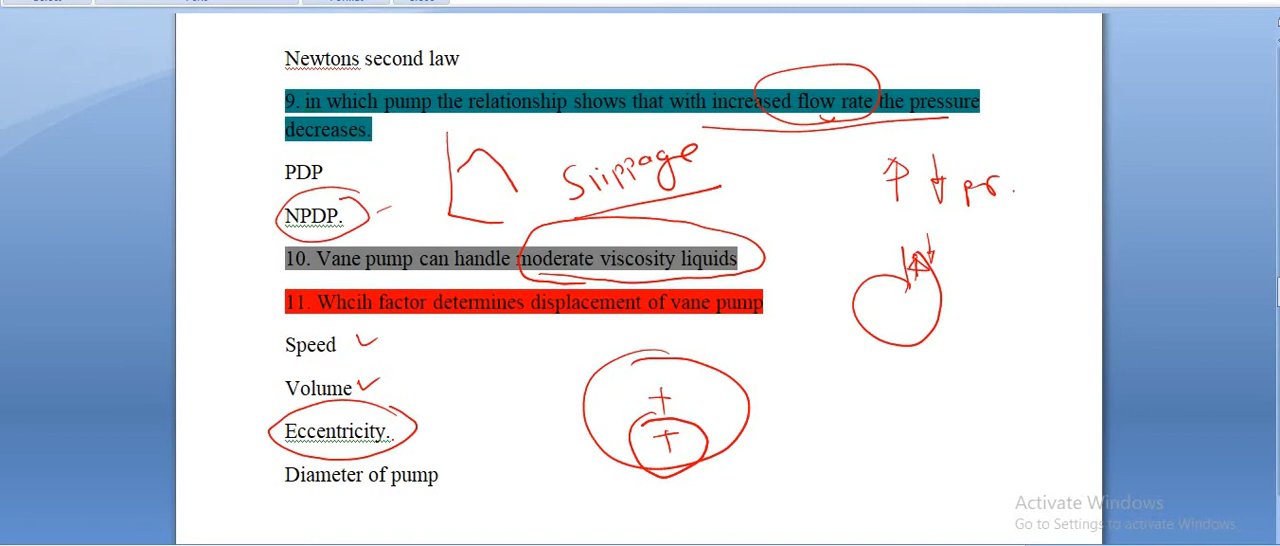 Newtons second law
9. in which pump the relationship shows that with increased flow rate the pressure
decreases.
PDP
Slippage
pr.
NPDP.
10. Vane pump can handle moderate viscosity liquids
11. Whcih factor determines displacement of vane pump
Speed
Volume
Eccentricity.
Diameter of pump
Activate Windows
Go to Settings to activate Windows.